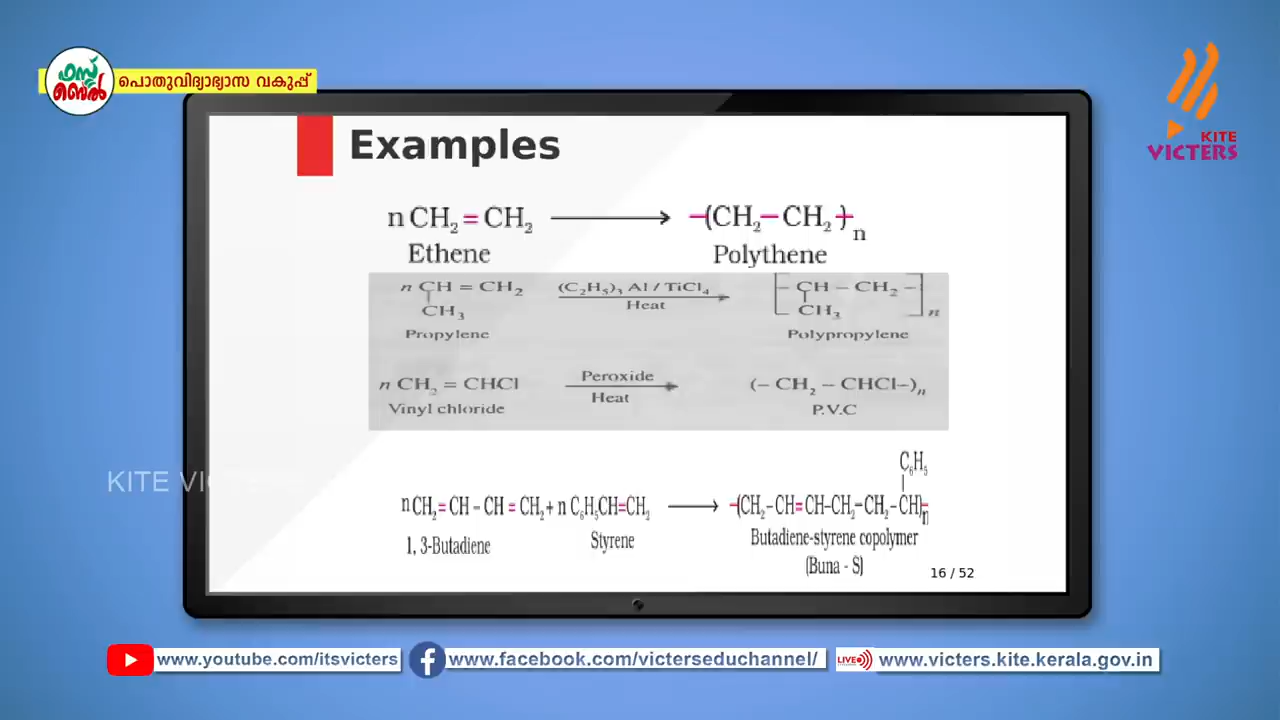 ഫസ്റ്റ്
ബെൽ
പൊതുവിദ്യാഭ്യാസ വകുപ്പ്
KITE
VICTERS
Examples
n CH₂=CH₂ ⟶ –(CH₂–CH₂)–n
Ethene Polythene
n CH = CH₂ (C₂H₅)₃ Al / TiCl₄ [– CH – CH₂ –]n
CH₃ Heat CH₃
Propylene Polypropylene
n CH₂ = CHCl Peroxide (– CH₂ – CHCl–)n
Vinyl chloride Heat P.V.C
KITE VI
C₆H₅
nCH₂=CH – CH = CH₂ + n C₆H₅CH=CH₂ ⟶ –(CH₂–CH=CH–CH₂–CH₂–CH)–n
1, 3-Butadiene Styrene Butadiene-styrene copolymer
(Buna - S)
16 / 52
www.youtube.com/itsvicters www.facebook.com/victerseduchannel/ LIVE www.victers.kite.kerala.gov.in